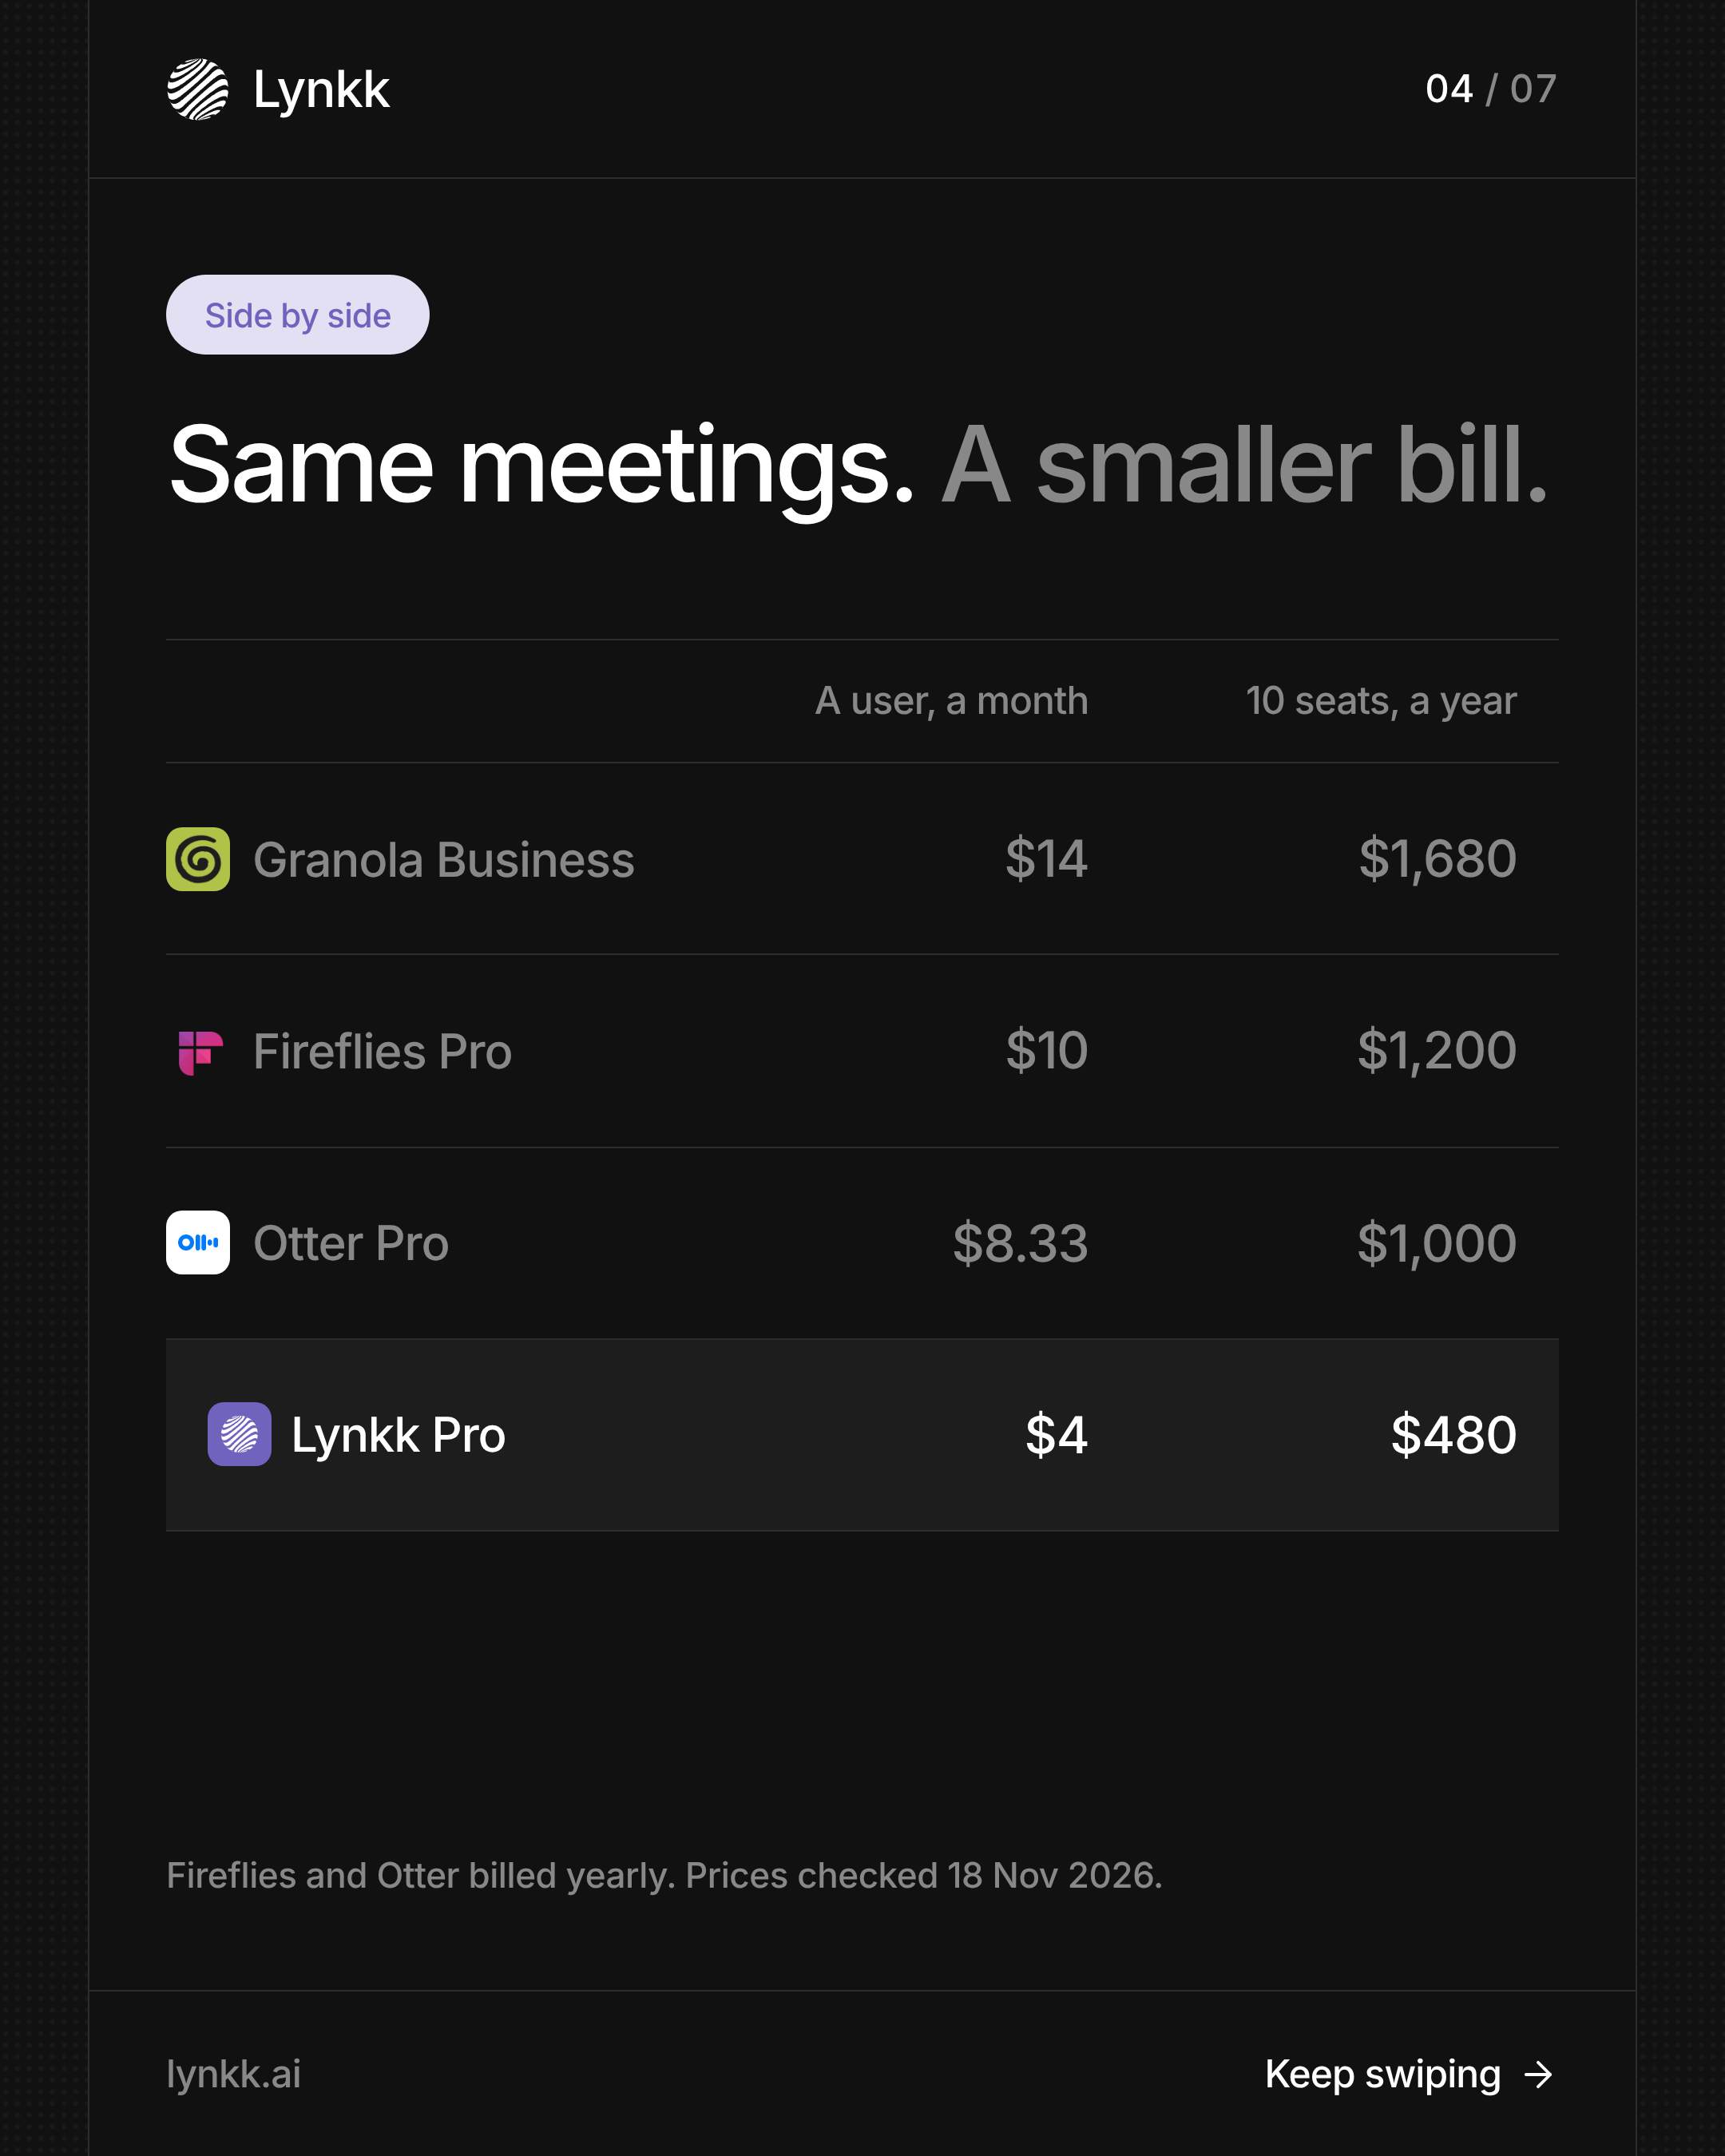 Lynkk
04 / 07
Side by side
Same meetings. A smaller bill.
A user, a month 10 seats, a year
Granola Business $14 $1,680
Fireflies Pro $10 $1,200
Otter Pro $8.33 $1,000
Lynkk Pro $4 $480
Fireflies and Otter billed yearly. Prices checked 18 Nov 2026.
lynkk.ai
Keep swiping →